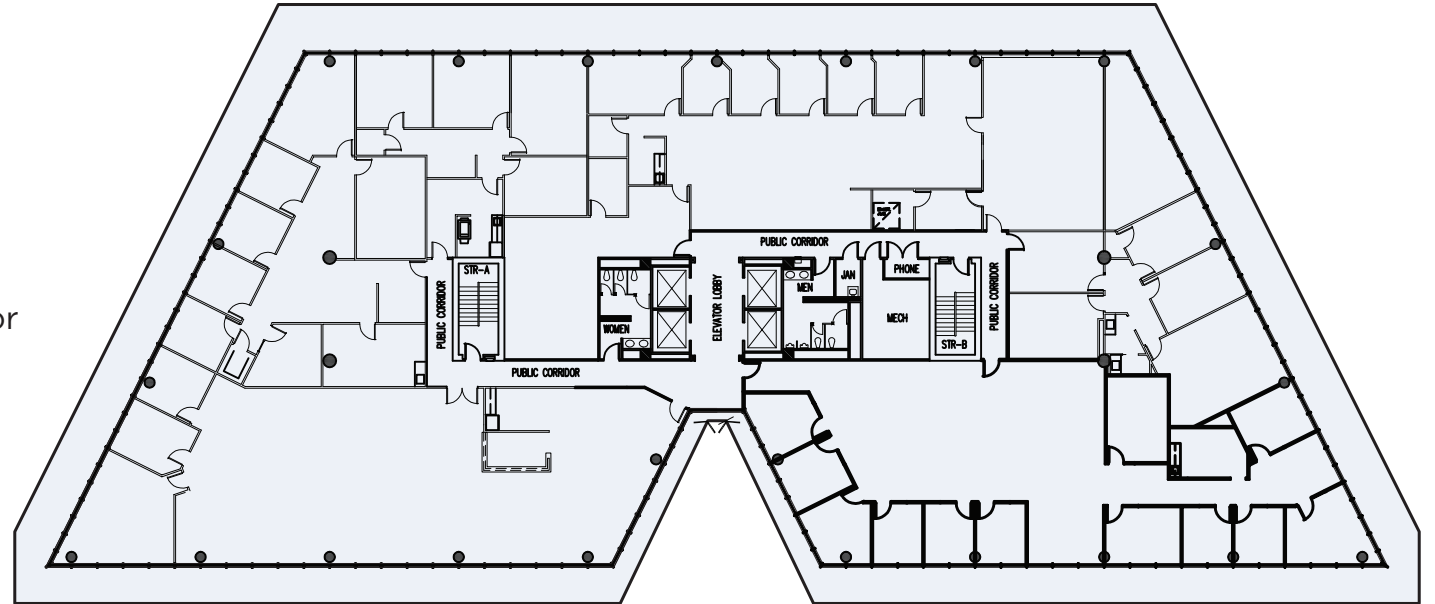 or
PUBLIC CORRIDOR
STR-A
PUBLIC CORRIDOR
WOMEN
ELEVATOR LOBBY
MEN
JAN
PHONE
MECH
STR-B
PUBLIC CORRIDOR
PUBLIC CORRIDOR